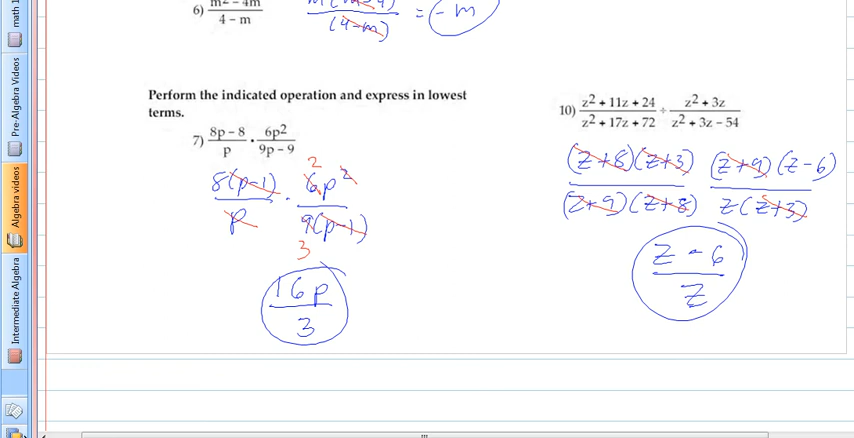 6) m² - 4m / 4 - m
(4-m) = -m
Perform the indicated operation and express in lowest
terms.
7) 8p - 8 / p · 6p2 / 9p - 9
8(p-1) / p · 6p² / 9(p-1)
2
3
16p / 3
10) z2 + 11z + 24 / z2 + 17z + 72 ÷ z2 + 3z / z2 + 3z - 54
(z+8)(z+3) / (z+9)(z+8) (z+9)(z-6) / z(z+3)
z - 6 / z
math 1
Pre-Algebra Videos
Algebra videos
Intermediate Algebra